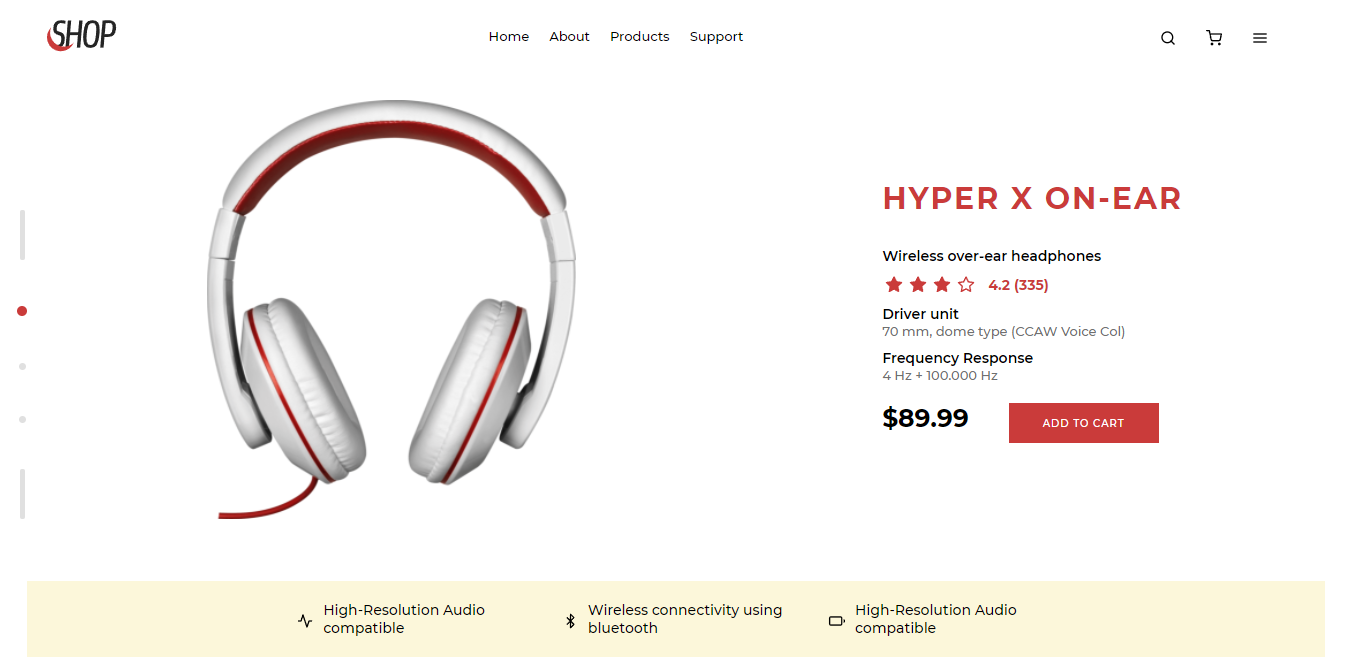 SHOP
Home About Products Support
HYPER X ON-EAR
Wireless over-ear headphones
4.2 (335)
Driver unit
70 mm, dome type (CCAW Voice Col)
Frequency Response
4 Hz + 100.000 Hz
$89.99
ADD TO CART
High-Resolution Audio
compatible
Wireless connectivity using
bluetooth
High-Resolution Audio
compatible